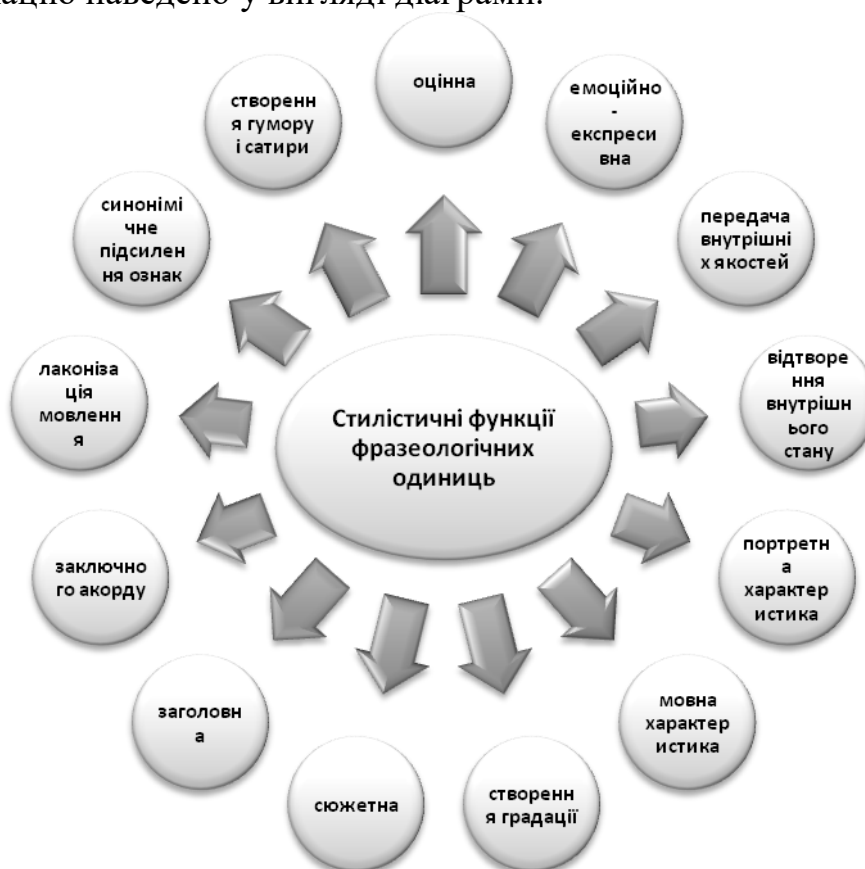 наведено у вигляді діаграми.
оцінна
емоційно
-
експреси
вна
передача
внутрішні
х якостей
відтворе
ння
внутрішн
ього
стану
портретн
а
характер
истика
мовна
характер
истика
створенн
я градації
сюжетна
заголовн
а
заключно
го акорду
лаконіза
ція
мовленн
я
синонімі
чне
підсилен
ня ознак
створенн
я гумору
і сатири
Стилістичні функції
фразеологічних
одиниць